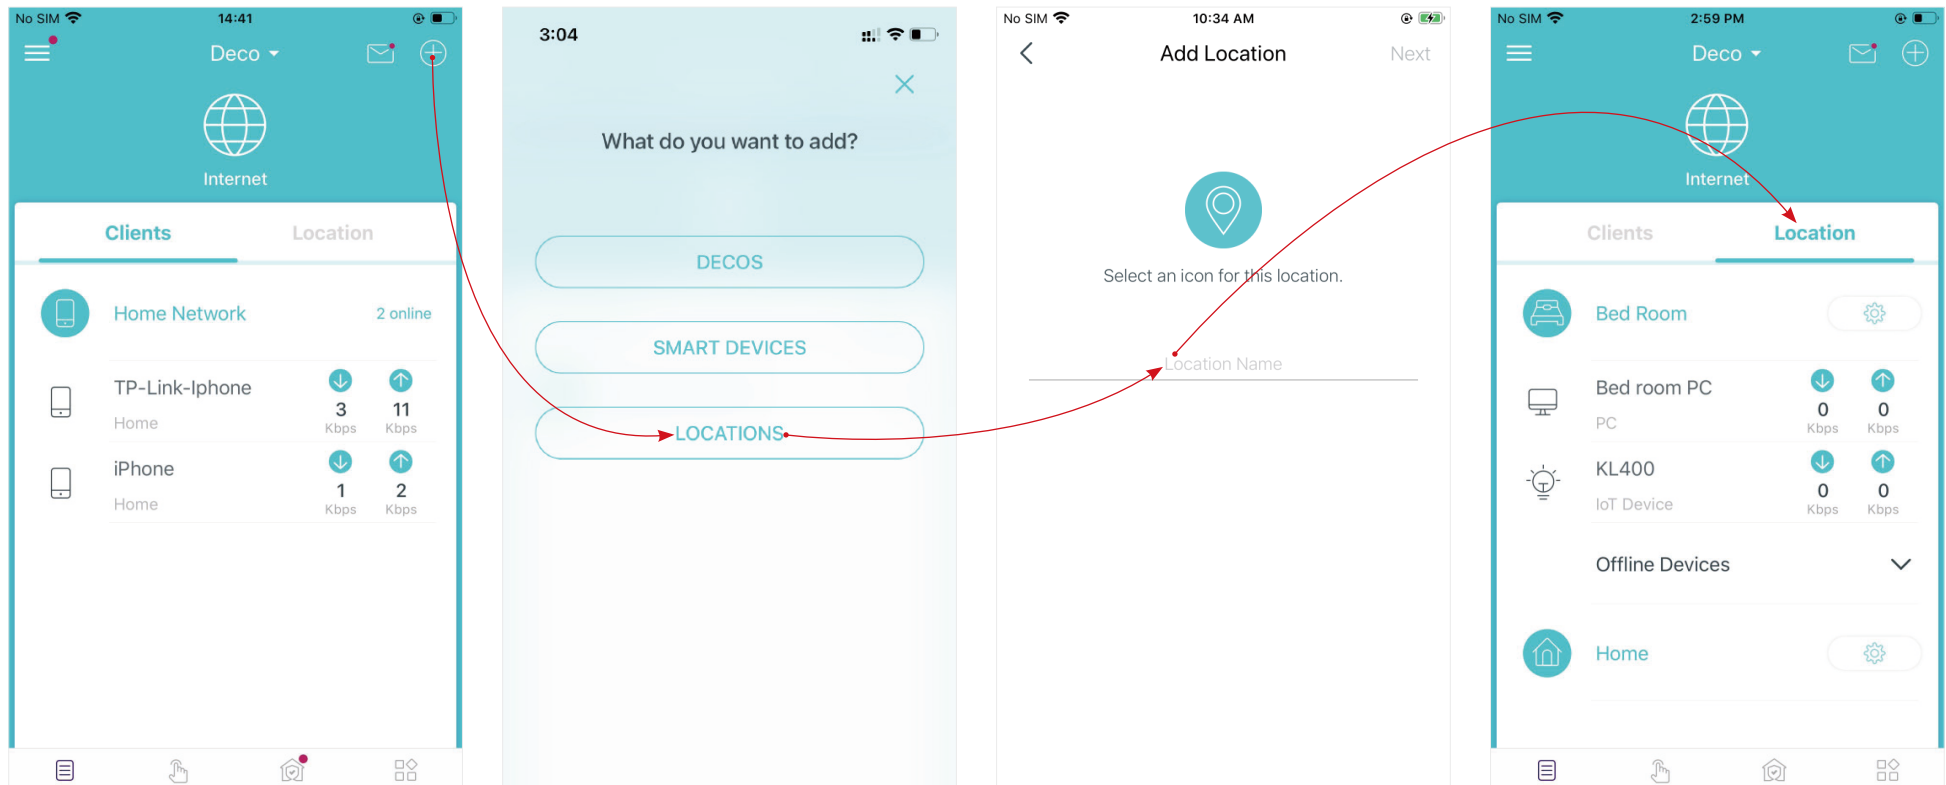 No SIM 14:41
Deco
Internet
Clients Location
Home Network 2 online
TP-Link-Iphone
3 11
Home Kbps Kbps
iPhone
1 2
Home Kbps Kbps
3:04
What do you want to add?
DECOS
SMART DEVICES
LOCATIONS
No SIM 10:34 AM
Add Location Next
Select an icon for this location.
Location Name
No SIM 2:59 PM
Deco
Internet
Clients Location
Bed Room
Bed room PC
0 0
PC Kbps Kbps
KL400
0 0
IoT Device Kbps Kbps
Offline Devices
Home